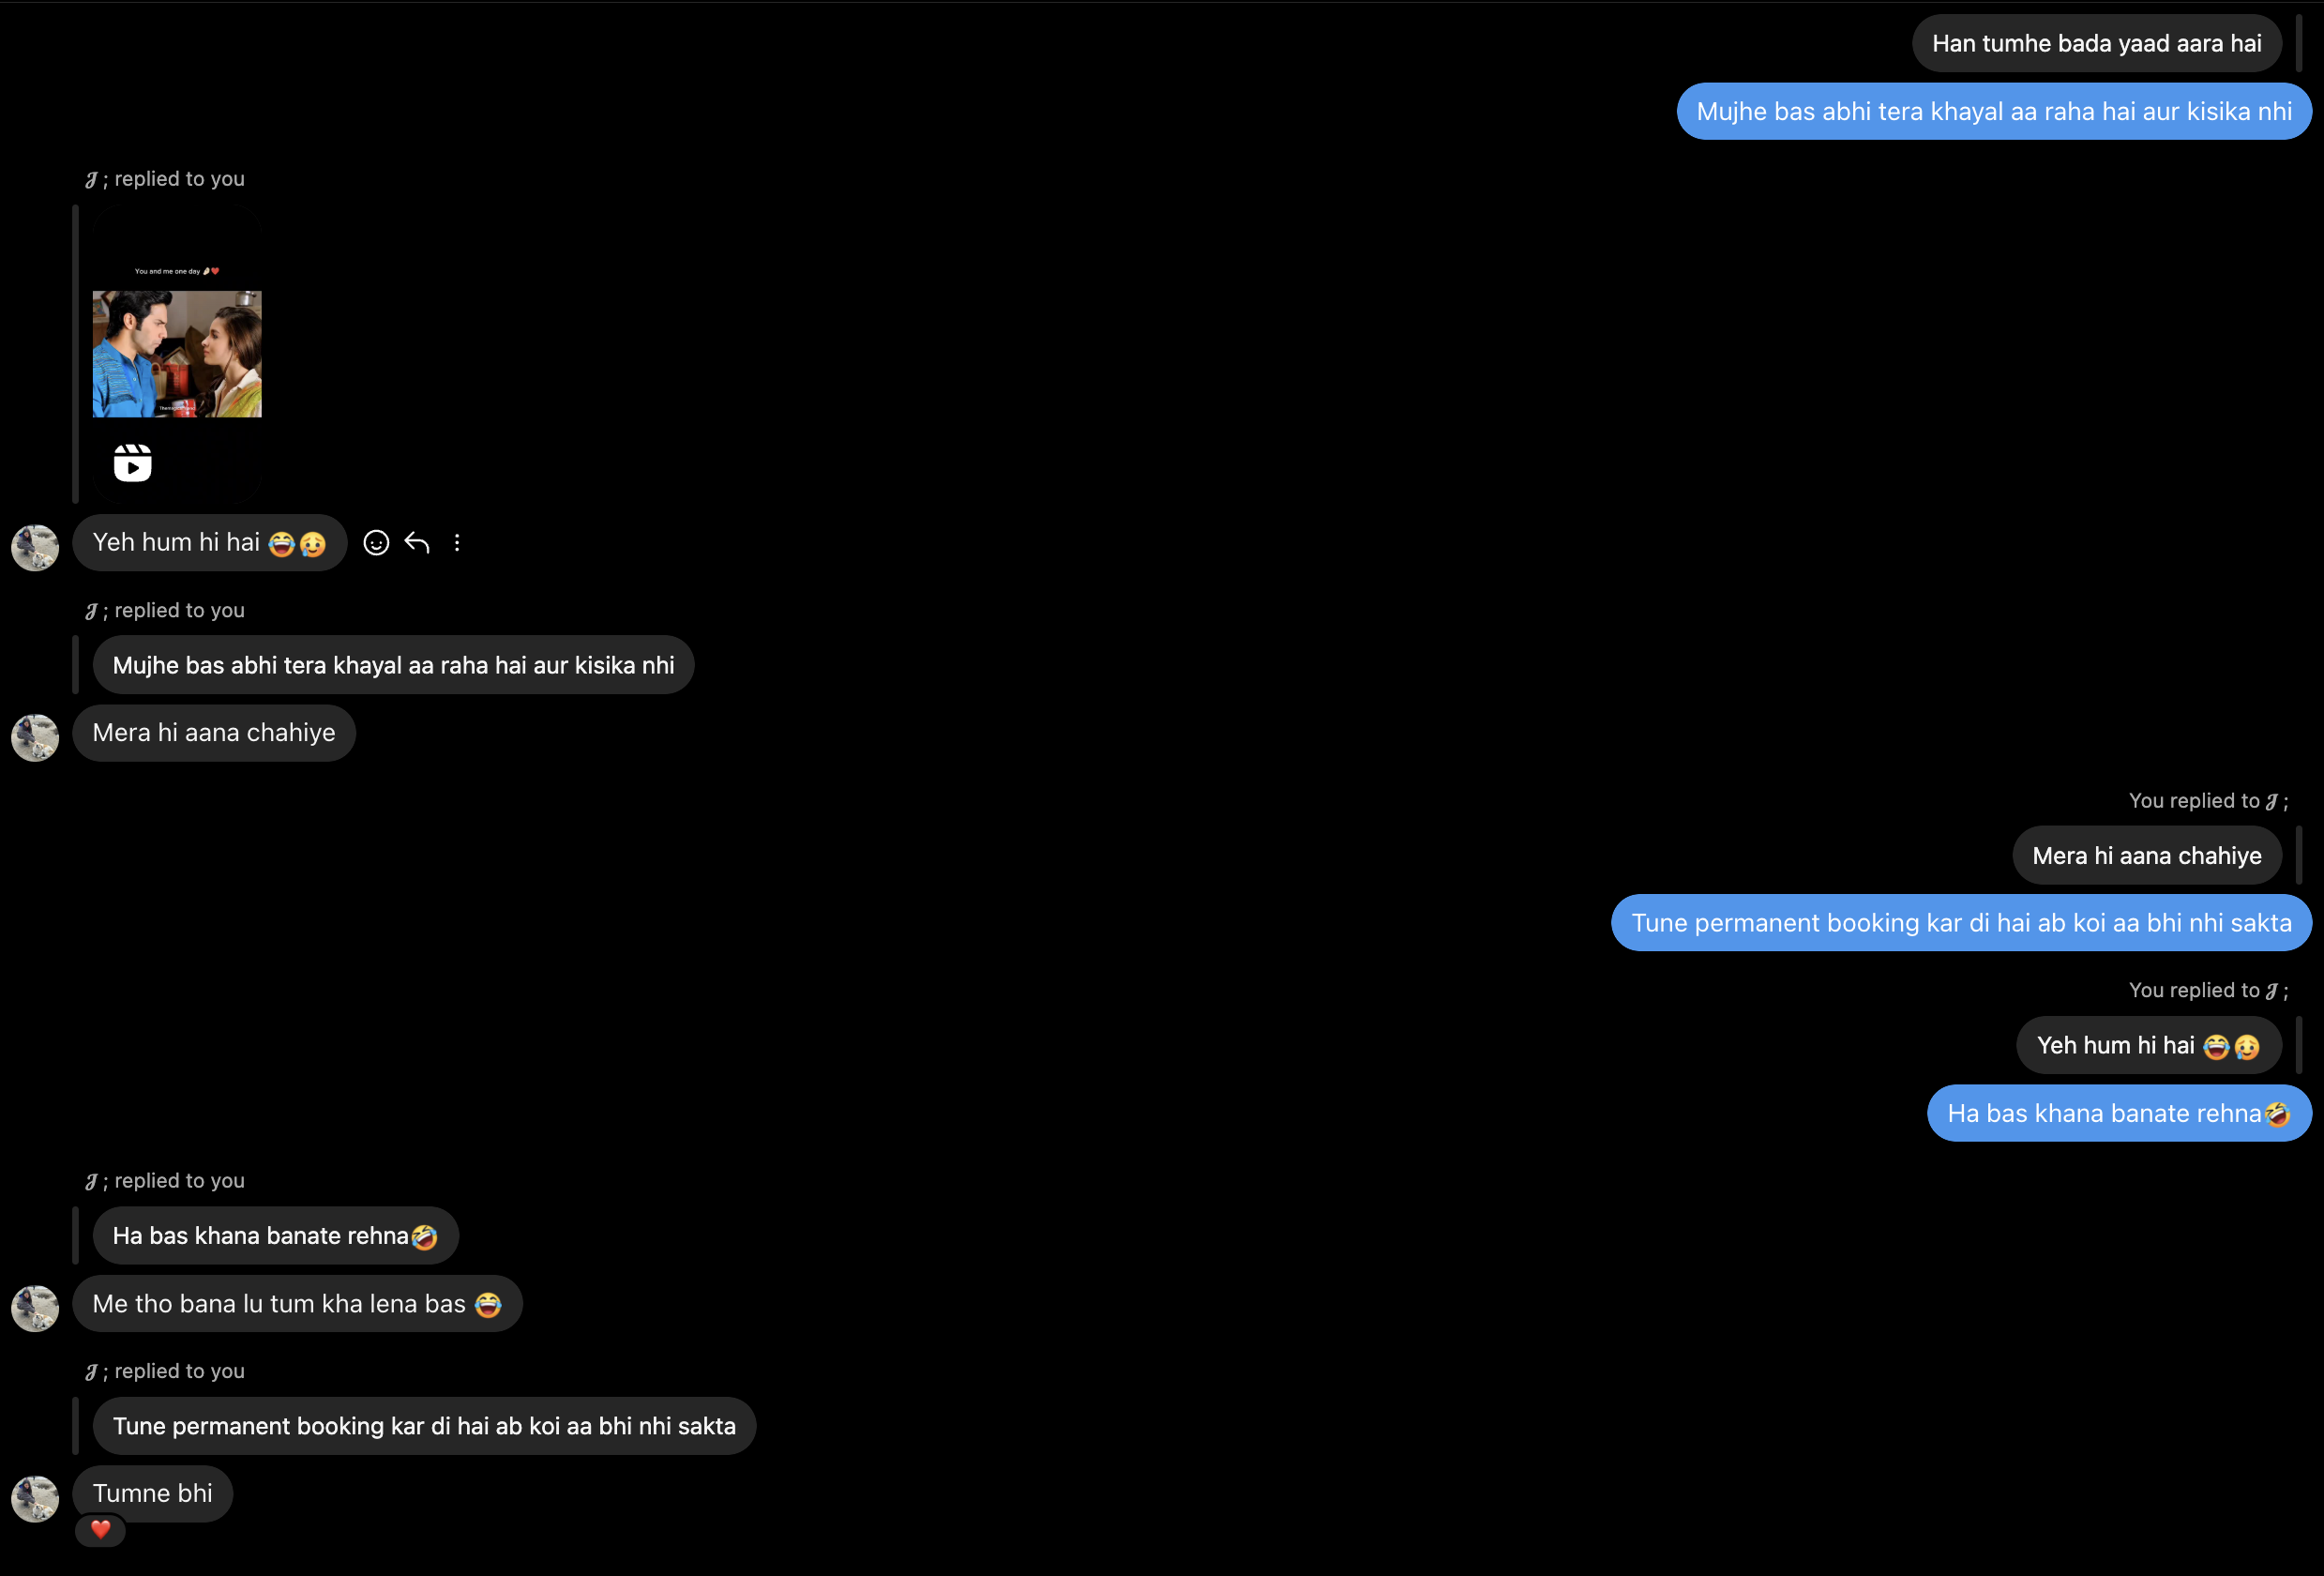 Han tumhe bada yaad aara hai
Mujhe bas abhi tera khayal aa raha hai aur kisika nhi
𝒥 ; replied to you
You and me one day 🤌❤️
Yeh hum hi hai 😂🥲
𝒥 ; replied to you
Mujhe bas abhi tera khayal aa raha hai aur kisika nhi
Mera hi aana chahiye
You replied to 𝒥 ;
Mera hi aana chahiye
Tune permanent booking kar di hai ab koi aa bhi nhi sakta
You replied to 𝒥 ;
Yeh hum hi hai 😂🥲
Ha bas khana banate rehna🤣
𝒥 ; replied to you
Ha bas khana banate rehna🤣
Me tho bana lu tum kha lena bas 😂
𝒥 ; replied to you
Tune permanent booking kar di hai ab koi aa bhi nhi sakta
Tumne bhi
❤️